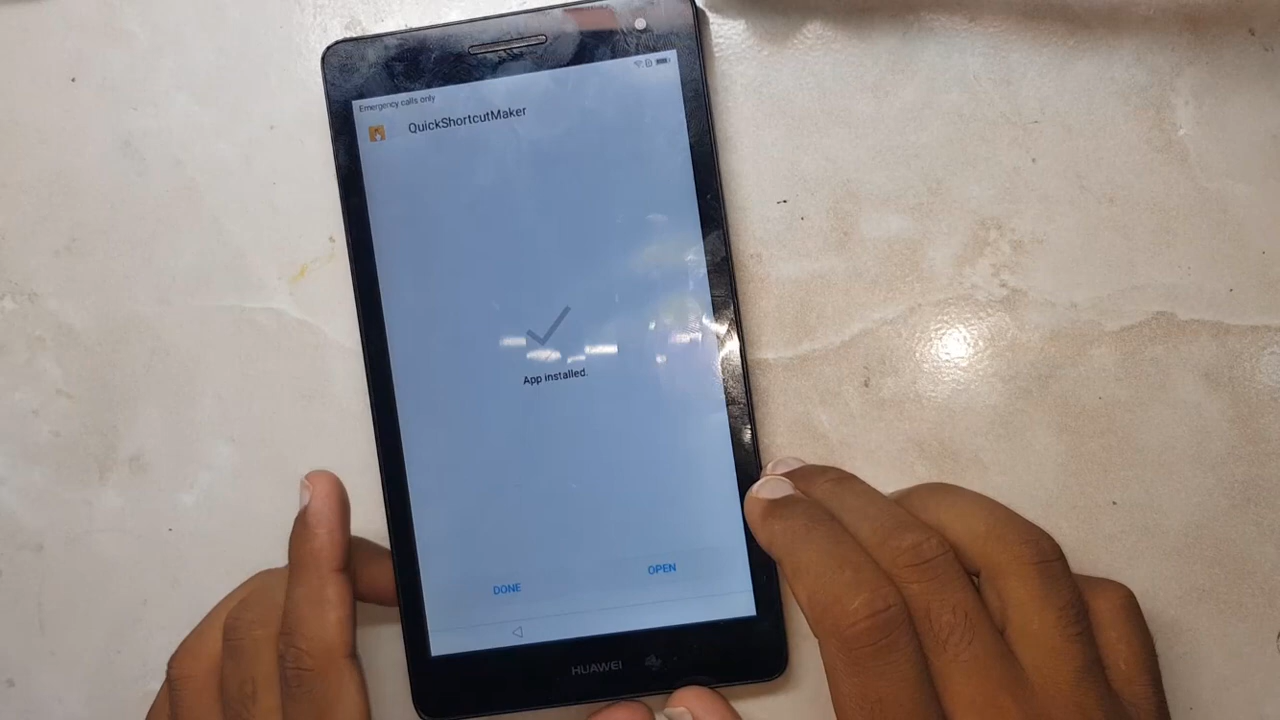 Emergency calls only
QuickShortcutMaker
App installed.
DONE
OPEN
HUAWEI